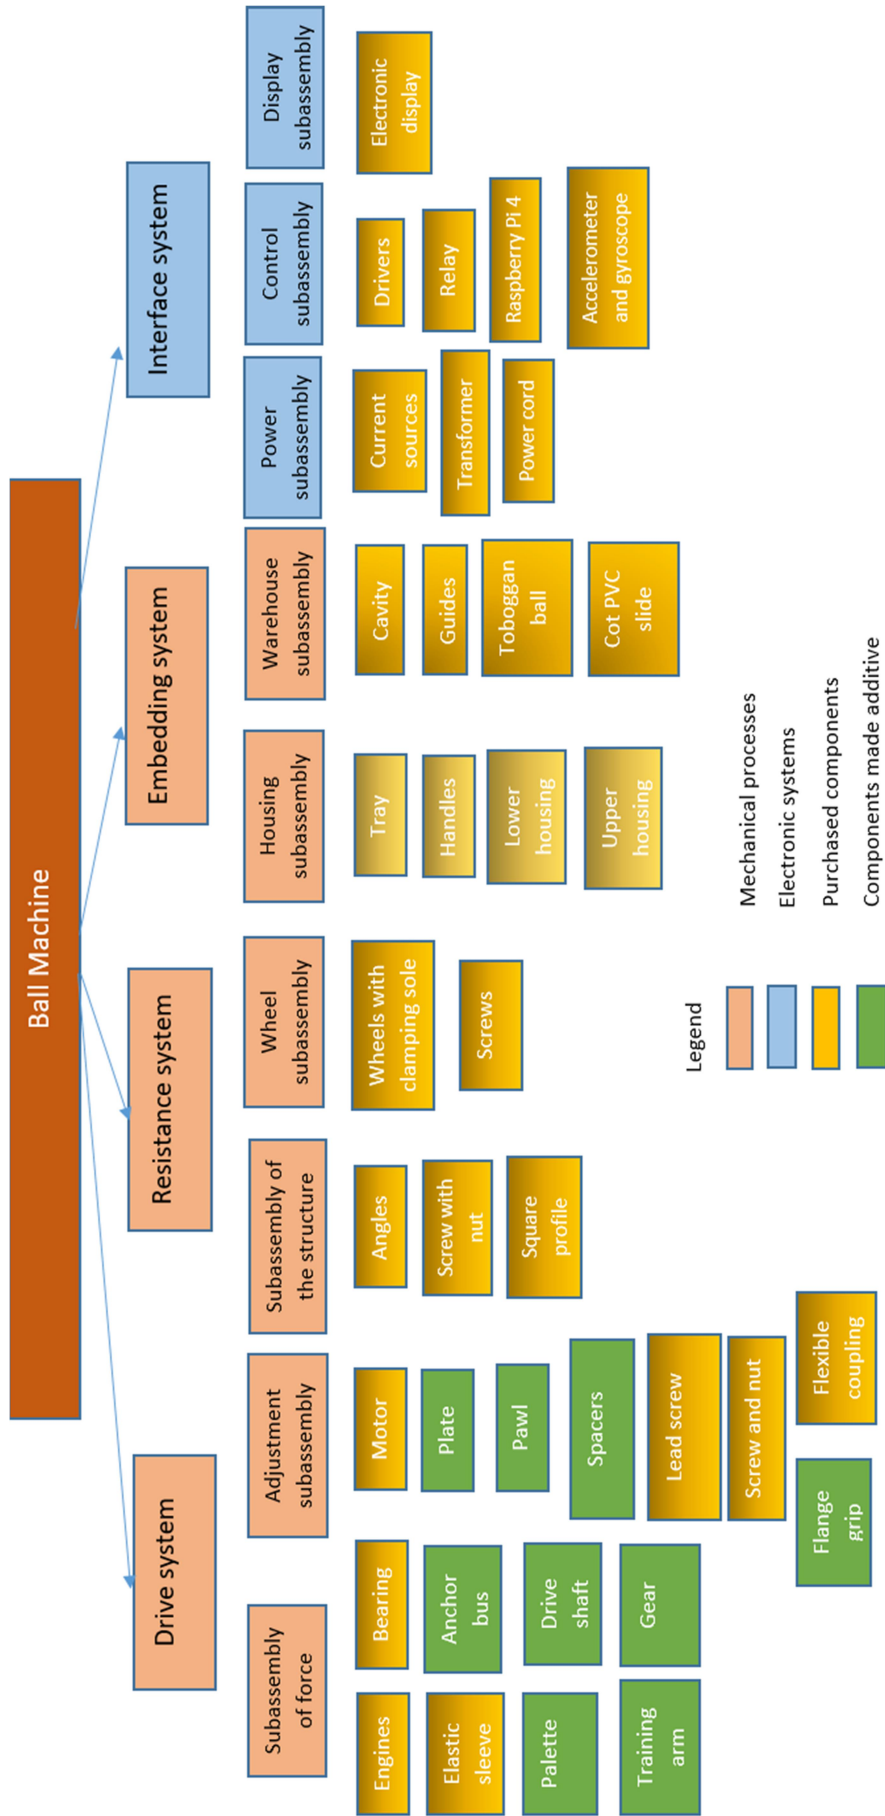 Ball Machine
Drive system
Resistance system
Embedding system
Interface system
Subassembly
of force
Adjustment
subassembly
Subassembly of
the structure
Wheel
subassembly
Housing
subassembly
Warehouse
subassembly
Power
subassembly
Control
subassembly
Display
subassembly
Engines
Elastic
sleeve
Palette
Training
arm
Bearing
Anchor
bus
Drive
shaft
Gear
Motor
Plate
Pawl
Spacers
Lead screw
Screw and nut
Flange
grip
Flexible
coupling
Angles
Screw with
nut
Square
profile
Wheels with
clamping sole
Screws
Tray
Handles
Lower
housing
Upper
housing
Cavity
Guides
Toboggan
ball
Cot PVC
slide
Current
sources
Transformer
Power cord
Drivers
Relay
Raspberry Pi 4
Accelerometer
and gyroscope
Electronic
display
Legend
Mechanical processes
Electronic systems
Purchased components
Components made additive